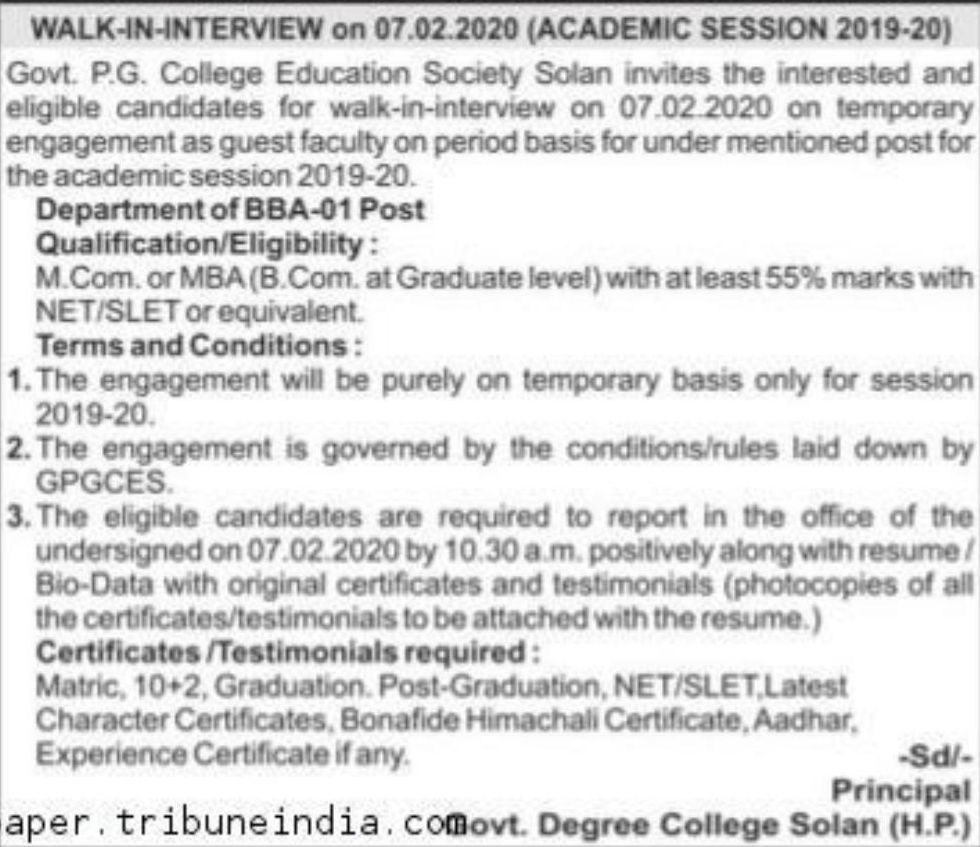 WALK-IN-INTERVIEW on 07.02.2020 (ACADEMIC SESSION 2019-20)
Govt. P.G. College Education Society Solan invites the interested and
eligible candidates for walk-in-interview on 07.02.2020 on temporary
engagement as guest faculty on period basis for under mentioned post for
the academic session 2019-20.
Department of BBA-01 Post
Qualification/Eligibility :
M.Com. or MBA (B.Com. at Graduate level) with at least 55% marks with
NET/SLET or equivalent.
Terms and Conditions :
1. The engagement will be purely on temporary basis only for session
2019-20.
2. The engagement is governed by the conditions/rules laid down by
GPGCES.
3. The eligible candidates are required to report in the office of the
undersigned on 07.02.2020 by 10.30 a.m. positively along with resume /
Bio-Data with original certificates and testimonials (photocopies of all
the certificates/testimonials to be attached with the resume.)
Certificates /Testimonials required :
Matric, 10+2, Graduation. Post-Graduation, NET/SLET,Latest
Character Certificates, Bonafide Himachali Certificate, Aadhar,
Experience Certificate if any.
-Sd/-
Principal
aper.tribuneindia.com
ovt. Degree College Solan (H.P.)